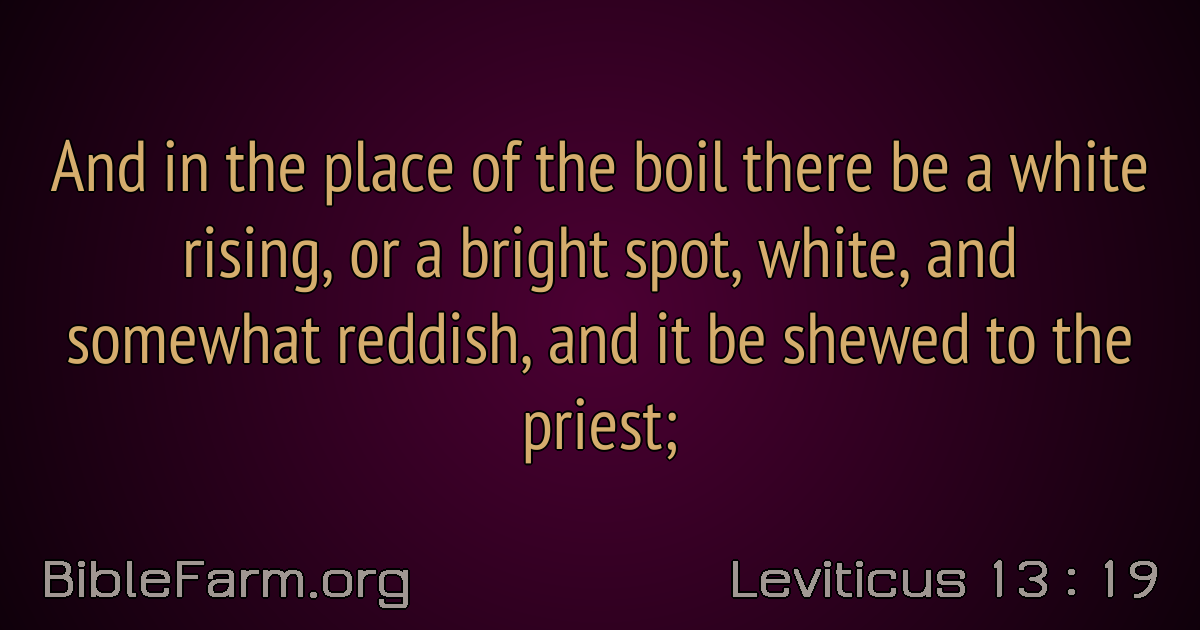 And in the place of the boil there be a white
rising, or a bright spot, white, and
somewhat reddish, and it be shewed to the
priest;
BibleFarm.org
Leviticus 13 : 19